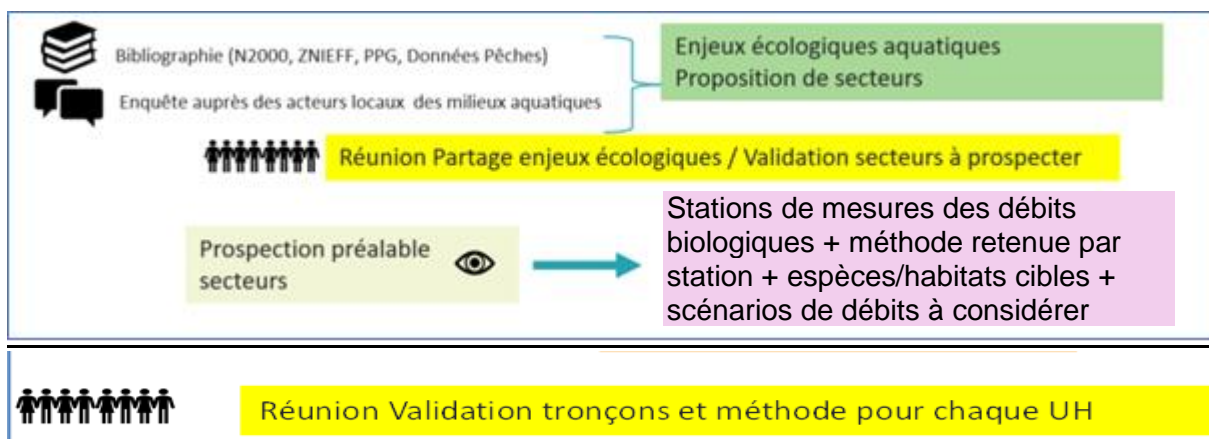 Bibliographie (N2000, ZNIEFF, PPG, Données Pêches)
Enquête auprès des acteurs locaux des milieux aquatiques
Enjeux écologiques aquatiques
Proposition de secteurs
Réunion Partage enjeux écologiques / Validation secteurs à prospecter
Prospection préalable
secteurs
Stations de mesures des débits
biologiques + méthode retenue par
station + espèces/habitats cibles +
scénarios de débits à considérer
Réunion Validation tronçons et méthode pour chaque UH